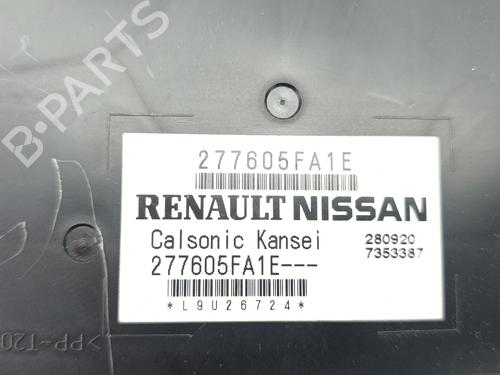 B-PARTS
277605FA1E
RENAULT NISSAN
Calsonic Kansei 280920
277605FA1E--- 7353387
*L9U26724*
>PP-T20